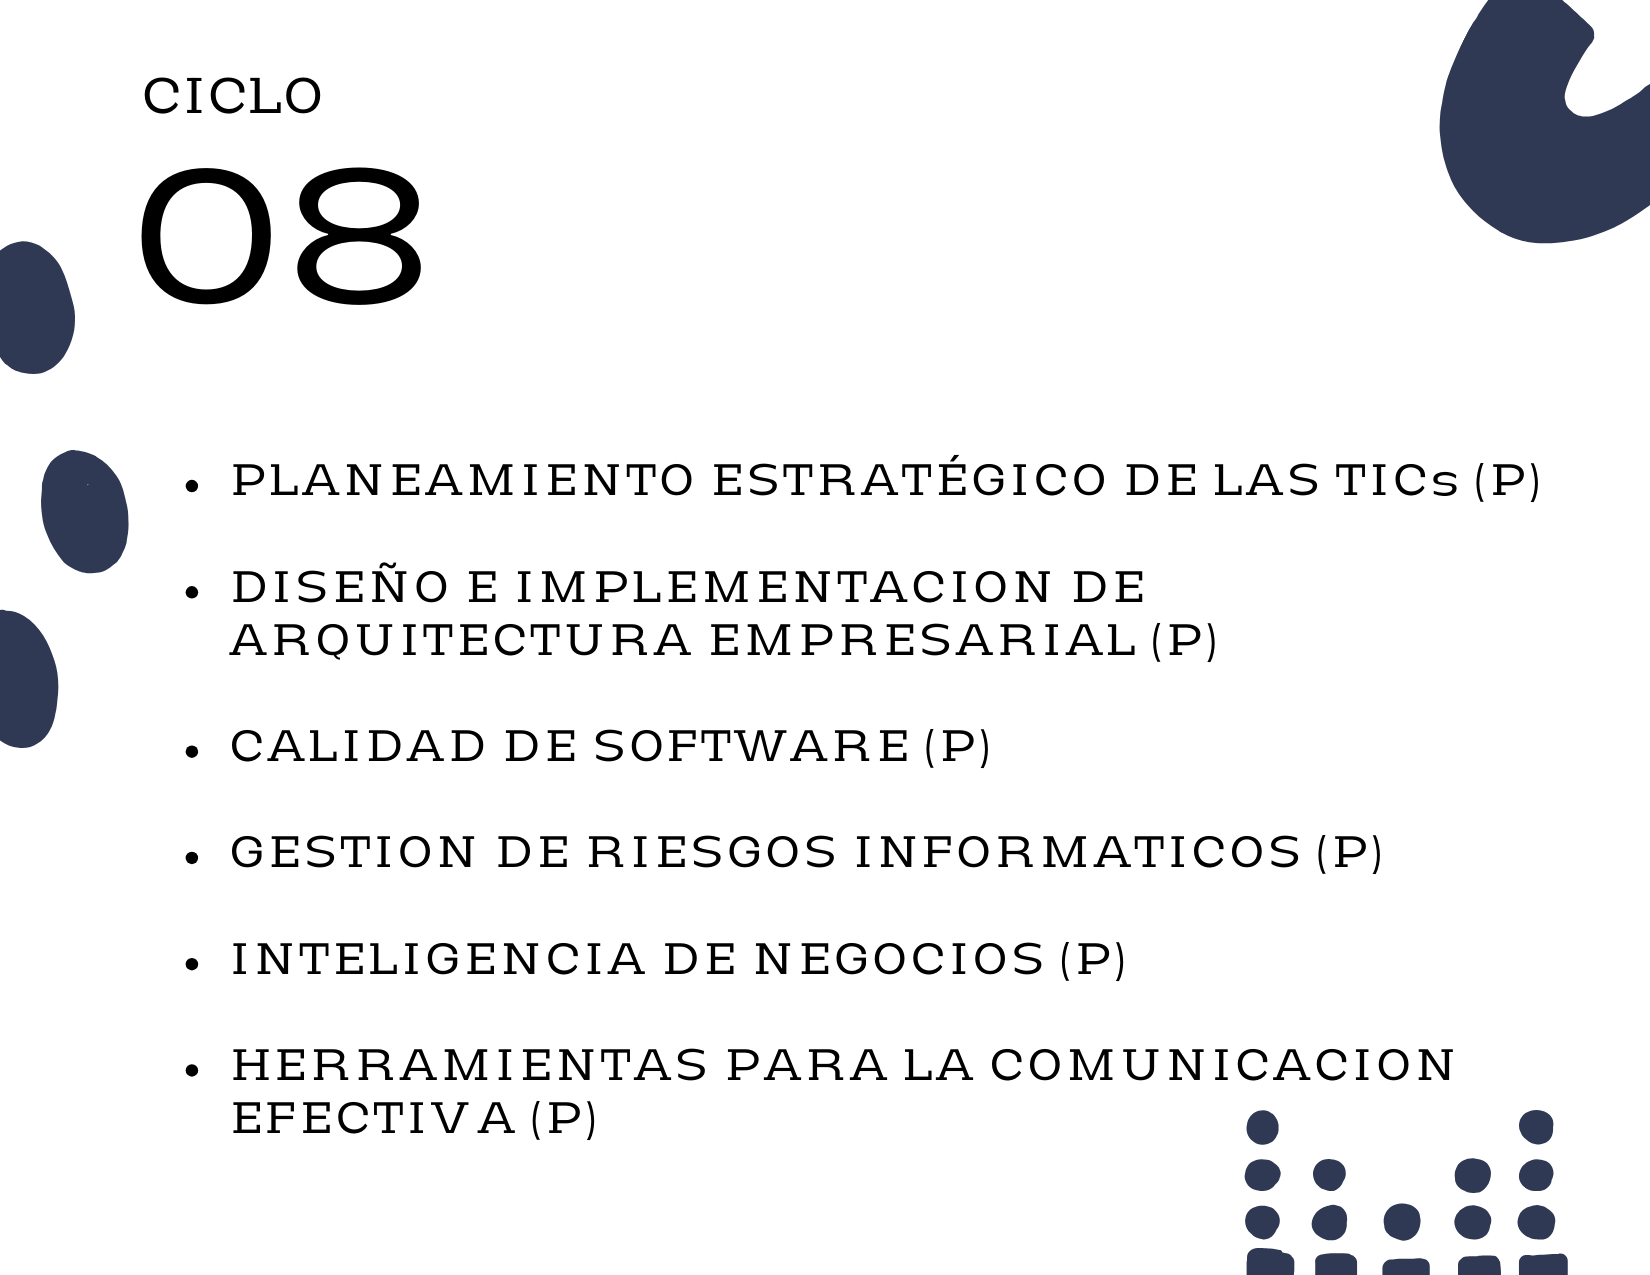 CICLO
08
• PLANEAMIENTO ESTRATÉGICO DE LAS TICs (P)
• DISEÑO E IMPLEMENTACION DE
ARQUITECTURA EMPRESARIAL (P)
• CALIDAD DE SOFTWARE (P)
• GESTION DE RIESGOS INFORMATICOS (P)
• INTELIGENCIA DE NEGOCIOS (P)
• HERRAMIENTAS PARA LA COMUNICACION
EFECTIVA (P)